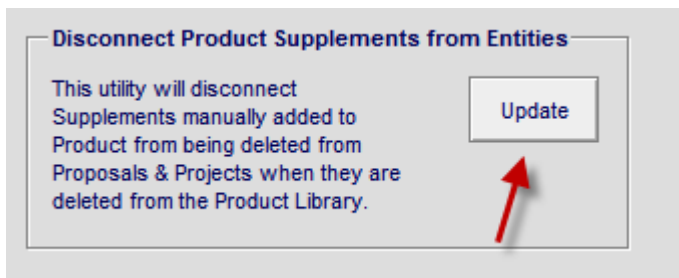 Disconnect Product Supplements from Entities
This utility will disconnect
Supplements manually added to
Product from being deleted from
Proposals & Projects when they are
deleted from the Product Library.
Update